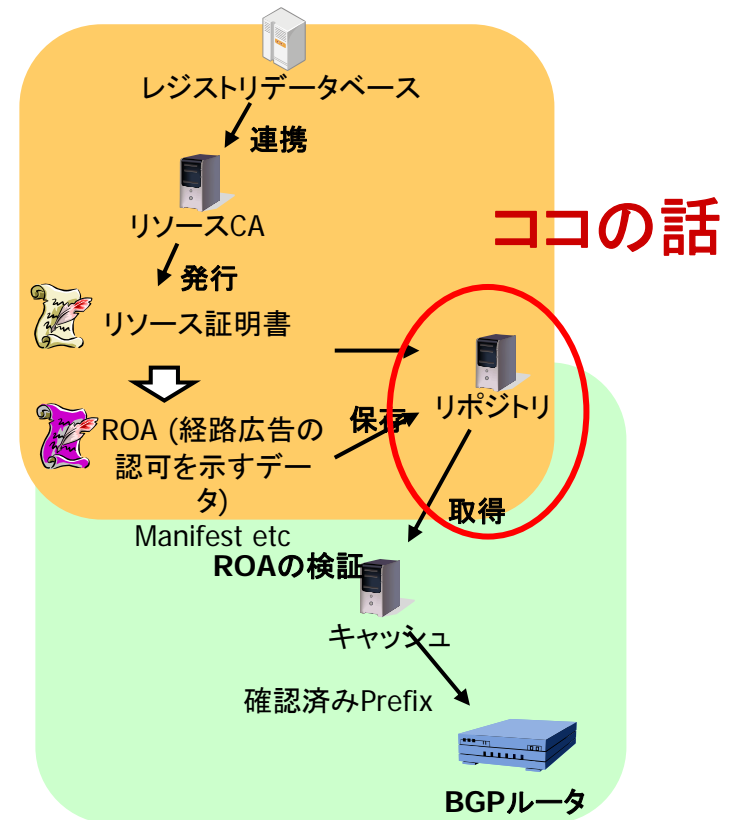 レジストリデータベース
連携
リソースCA
ココの話
発行
リソース証明書
リポジトリ
保存
ROA (経路広告の
認可を示すデー
タ)
取得
Manifest etc
ROAの検証
キャッシュ
確認済みPrefix
BGPルータ